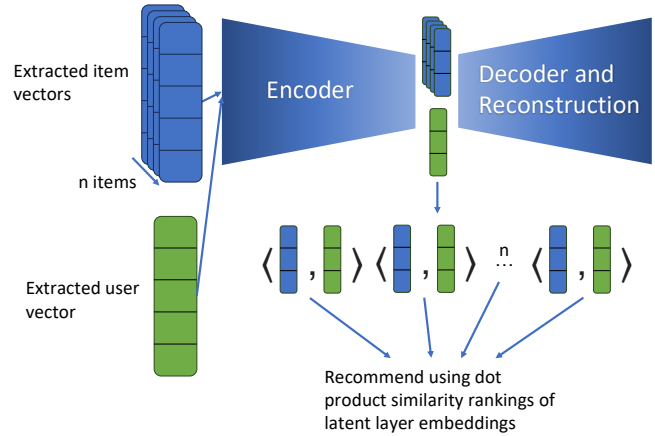 Extracted item
vectors
n items
Extracted user
vector
Encoder
Decoder and
Reconstruction
⟨ , ⟩ ⟨ , ⟩ n ... ⟨ , ⟩
Recommend using dot
product similarity rankings of
latent layer embeddings